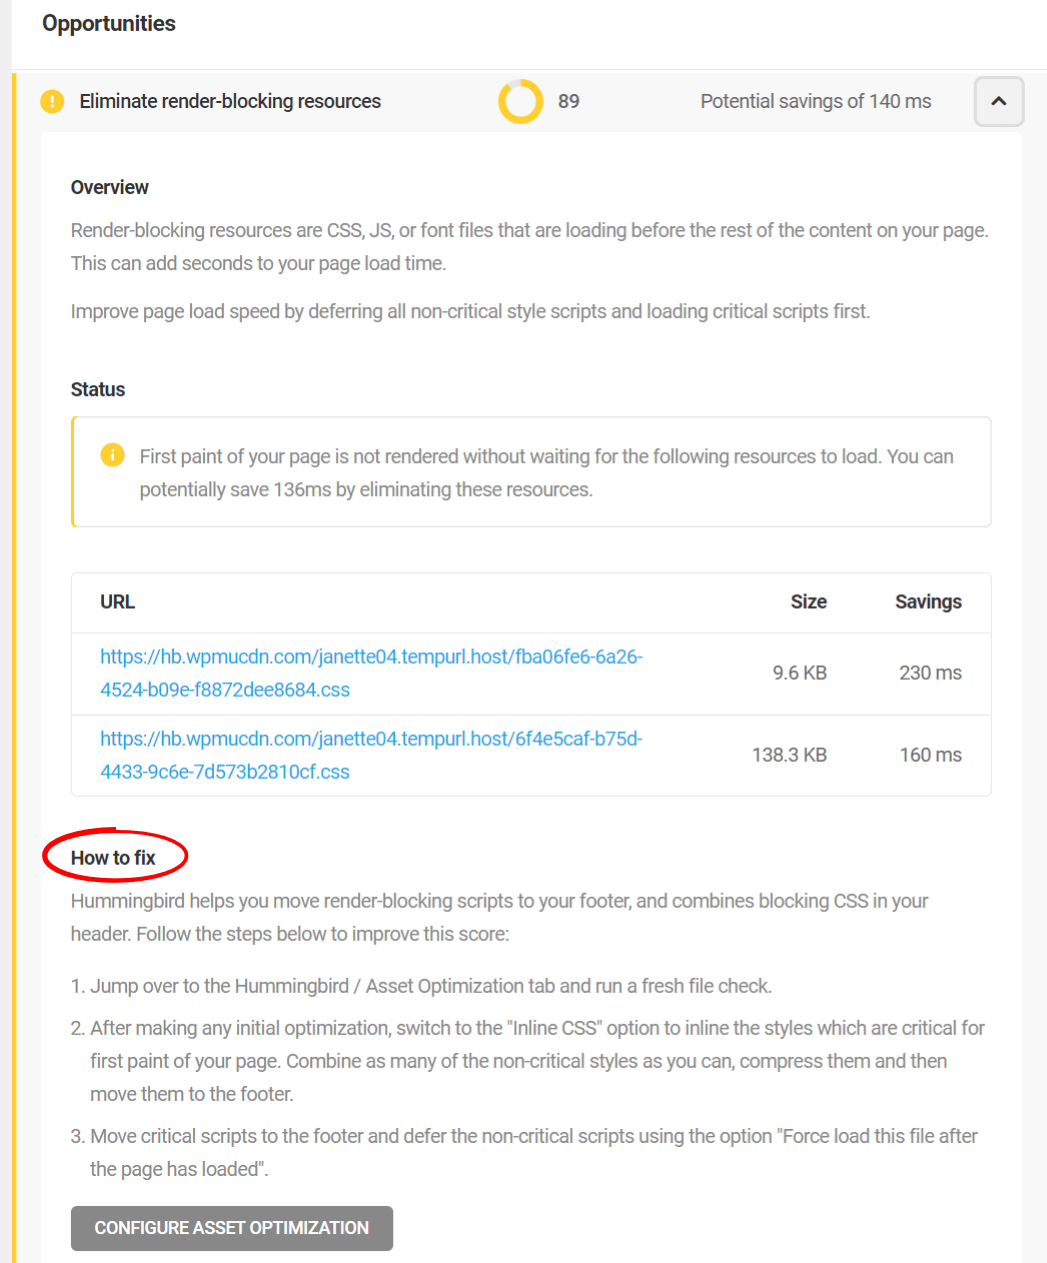 Opportunities
Eliminate render-blocking resources 89 Potential savings of 140 ms
Overview
Render-blocking resources are CSS, JS, or font files that are loading before the rest of the content on your page.
This can add seconds to your page load time.
Improve page load speed by deferring all non-critical style scripts and loading critical scripts first.
Status
First paint of your page is not rendered without waiting for the following resources to load. You can
potentially save 136ms by eliminating these resources.
URL Size Savings
https://hb.wpmucdn.com/janette04.tempurl.host/fba06fe6-6a26-
4524-b09e-f8872dee8684.css 9.6 KB 230 ms
https://hb.wpmucdn.com/janette04.tempurl.host/6f4e5caf-b75d-
4433-9c6e-7d573b2810cf.css 138.3 KB 160 ms
How to fix
Hummingbird helps you move render-blocking scripts to your footer, and combines blocking CSS in your
header. Follow the steps below to improve this score:
1. Jump over to the Hummingbird / Asset Optimization tab and run a fresh file check.
2. After making any initial optimization, switch to the "Inline CSS" option to inline the styles which are critical for
first paint of your page. Combine as many of the non-critical styles as you can, compress them and then
move them to the footer.
3. Move critical scripts to the footer and defer the non-critical scripts using the option "Force load this file after
the page has loaded".
CONFIGURE ASSET OPTIMIZATION